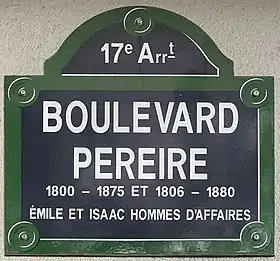 17e Arrt
BOULEVARD
PEREIRE
1800 - 1875 ET 1806 - 1880
ÉMILE ET ISAAC HOMMES D'AFFAIRES